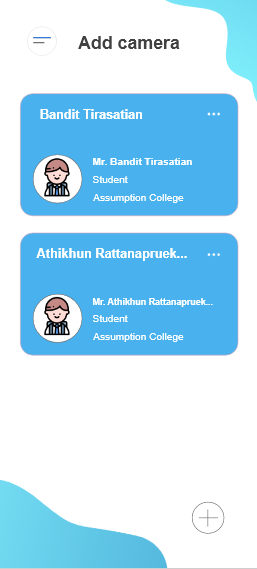 Add camera
Bandit Tirasatian
Mr. Bandit Tirasatian
Student
Assumption College
Athikhun Rattanapruek...
Mr. Athikhun Rattanapruek...
Student
Assumption College